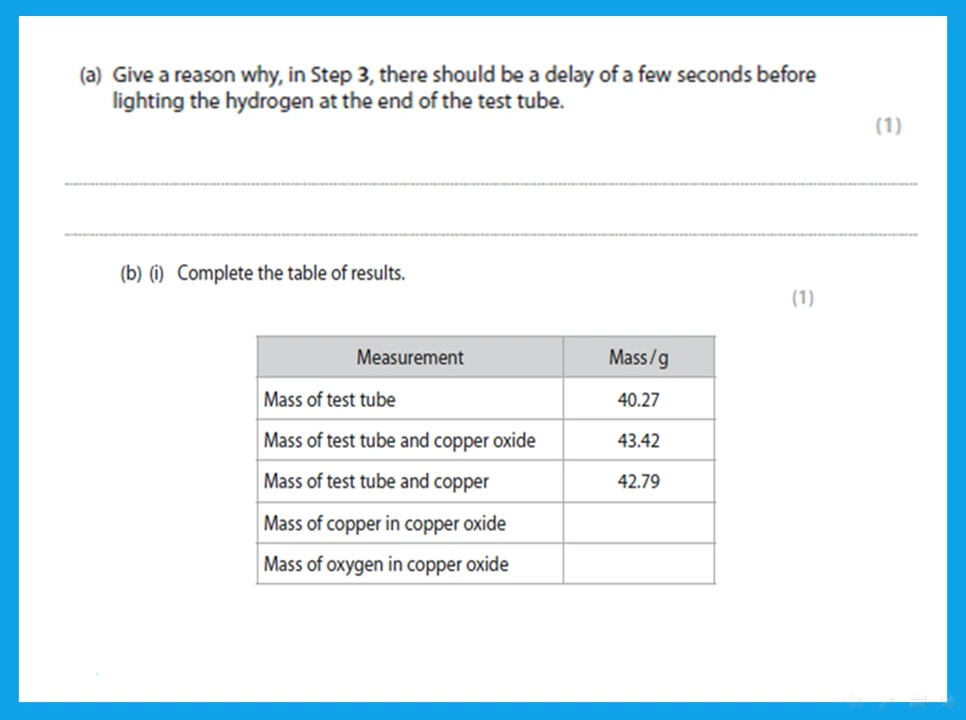 (a) Give a reason why, in Step 3, there should be a delay of a few seconds before
lighting the hydrogen at the end of the test tube.
(1)
(b) (i) Complete the table of results.
(1)
Measurement Mass/g
Mass of test tube 40.27
Mass of test tube and copper oxide 43.42
Mass of test tube and copper 42.79
Mass of copper in copper oxide
Mass of oxygen in copper oxide